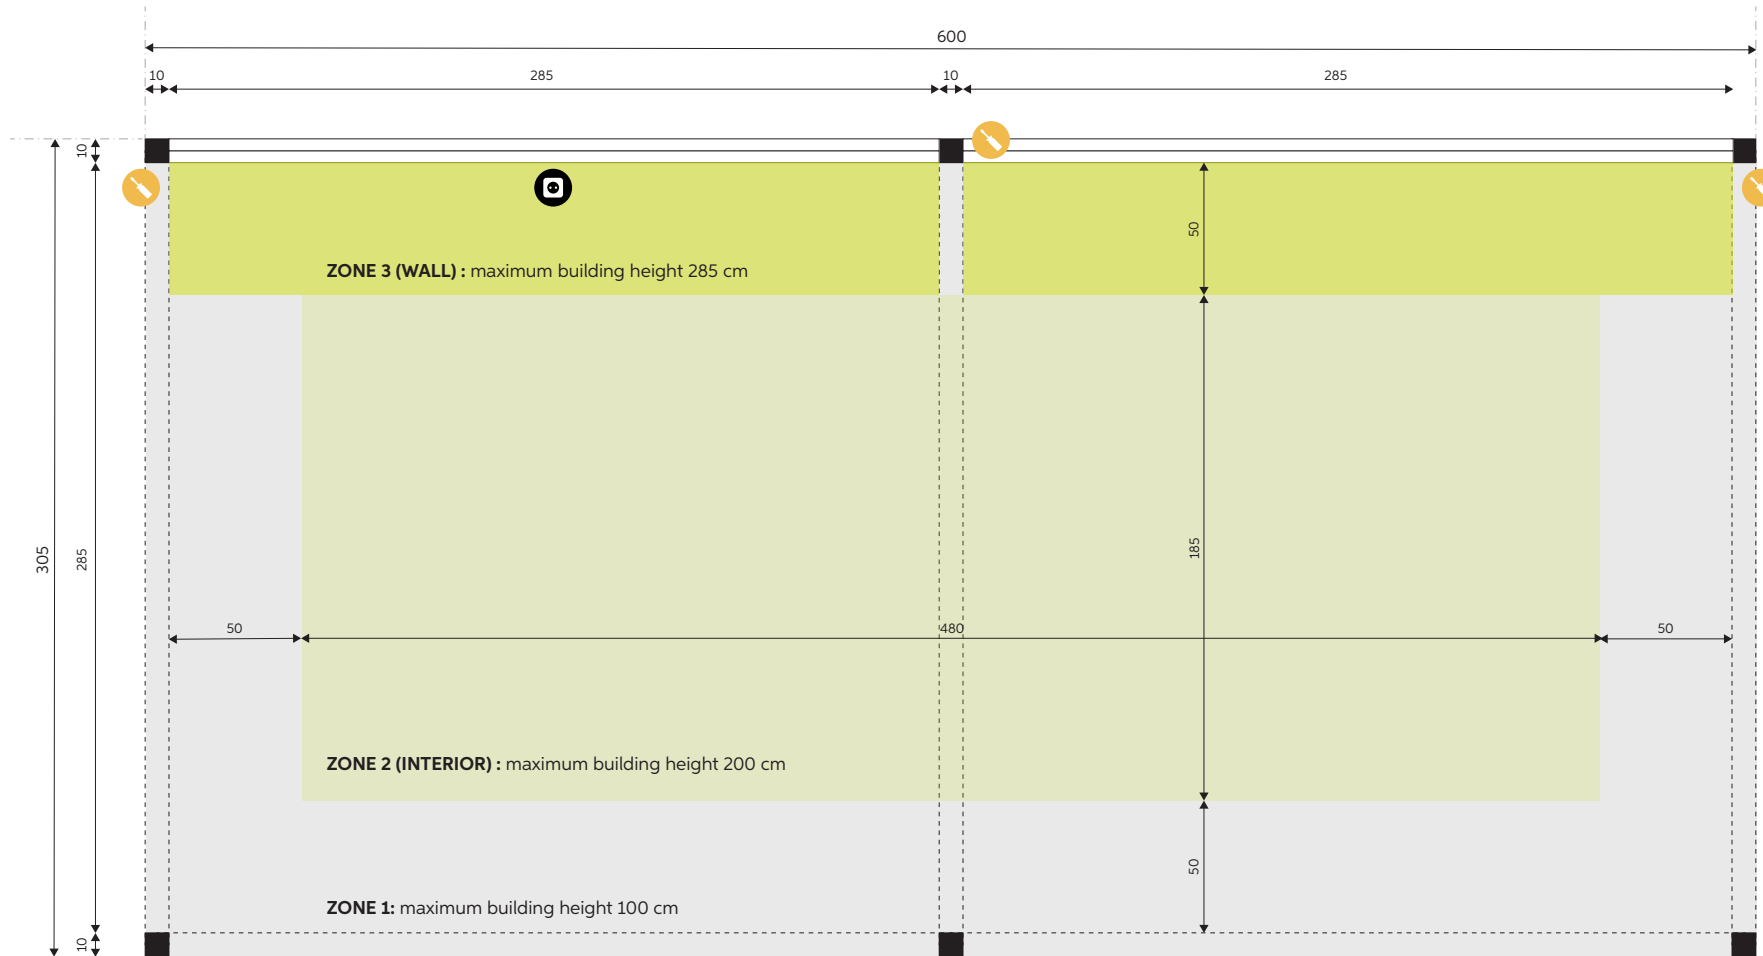 600
10 285 10 285
10
50
ZONE 3 (WALL) : maximum building height 285 cm
305 285 185
50 480 50
ZONE 2 (INTERIOR) : maximum building height 200 cm
50
ZONE 1: maximum building height 100 cm
10